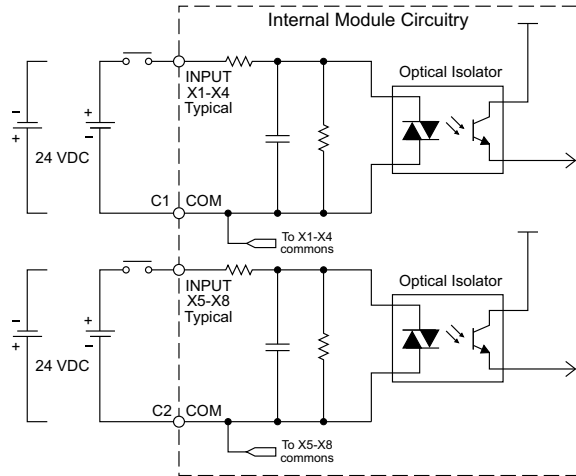 Internal Module Circuitry
INPUT
X1-X4
Typical
Optical Isolator
-
+
+
-
24 VDC
C1
COM
To X1-X4
commons
INPUT
X5-X8
Typical
Optical Isolator
-
+
+
-
24 VDC
C2
COM
To X5-X8
commons